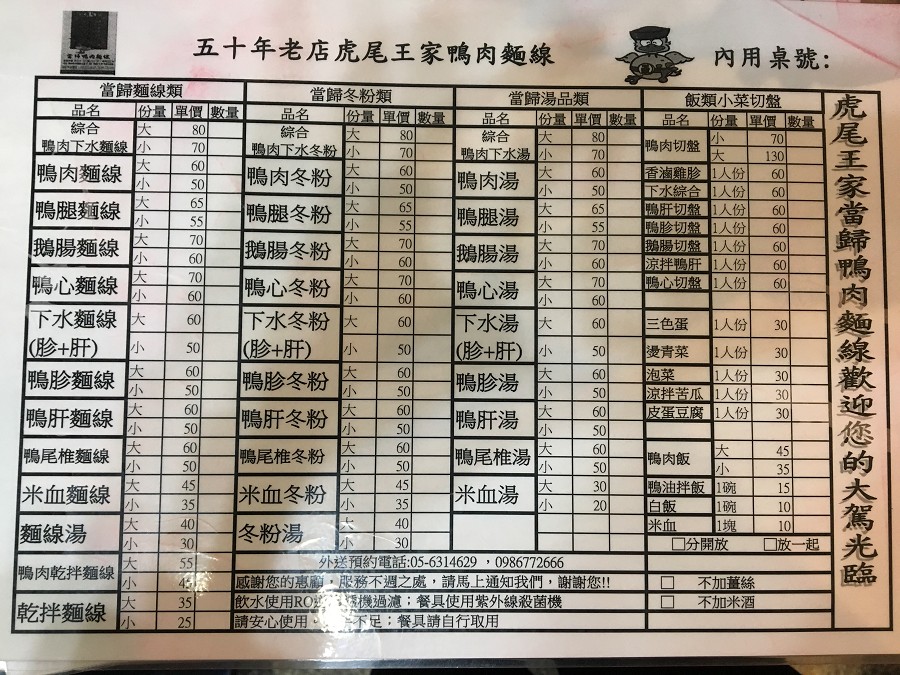 五十年老店虎尾王家鴨肉麵線
內用桌號:
當歸麵線類
品名 份量 單價 數量
綜合鴨肉下水麵線 大 80
小 70
鴨肉麵線 大 60
小 50
鴨腿麵線 大 65
小 55
鵝腸麵線 大 70
小 60
鴨心麵線 大 70
小 60
下水麵線(胗+肝) 大 60
小 50
鴨胗麵線 大 60
小 50
鴨肝麵線 大 60
小 50
鴨尾椎麵線 大 60
小 50
米血麵線 大 45
小 35
麵線湯 大 40
小 30
鴨肉乾拌麵線 大 55
小 45
乾拌麵線 大 35
小 25
當歸冬粉類
品名 份量 單價 數量
綜合鴨肉下水冬粉 大 80
小 70
鴨肉冬粉 大 60
小 50
鴨腿冬粉 大 65
小 55
鵝腸冬粉 大 70
小 60
鴨心冬粉 大 70
小 60
下水冬粉(胗+肝) 大 60
小 50
鴨胗冬粉 大 60
小 50
鴨肝冬粉 大 60
小 50
鴨尾椎冬粉 大 60
小 50
米血冬粉 大 45
小 35
冬粉湯 大 40
小 30
當歸湯品類
品名 份量 單價 數量
綜合鴨肉下水湯 大 80
小 70
鴨肉湯 大 60
小 50
鴨腿湯 大 65
小 55
鵝腸湯 大 70
小 60
鴨心湯 大 70
小 60
下水湯(胗+肝) 大 60
小 50
鴨胗湯 大 60
小 50
鴨肝湯 大 60
小 50
鴨尾椎湯 大 60
小 50
米血湯 大 30
小 20
飯類小菜切盤
品名 份量 單價 數量
鴨肉切盤 小 70
大 130
香滷雞胗 1人份 60
下水綜合 1人份 60
鴨肝切盤 1人份 60
鴨胗切盤 1人份 60
鵝腸切盤 1人份 60
涼拌鴨肝 1人份 60
鴨心切盤 1人份 60
三色蛋 1人份 30
燙青菜 1人份 30
泡菜 1人份 30
涼拌苦瓜 1人份 30
皮蛋豆腐 1人份 30
鴨肉飯 大 45
小 35
鴨油拌飯 1碗 15
白飯 1碗 10
米血 1塊 10
□分開放 □放一起
□ 不加薑絲
□ 不加米酒
外送預約電話:05-6314629 ,0986772666
感謝您的惠顧,服務不週之處,請馬上通知我們,謝謝您!!
飲水使用RO 機過濾;餐具使用紫外線殺菌機
請安心使用 不足;餐具請自行取用
虎尾王家當歸鴨肉麵線歡迎您的大駕光臨